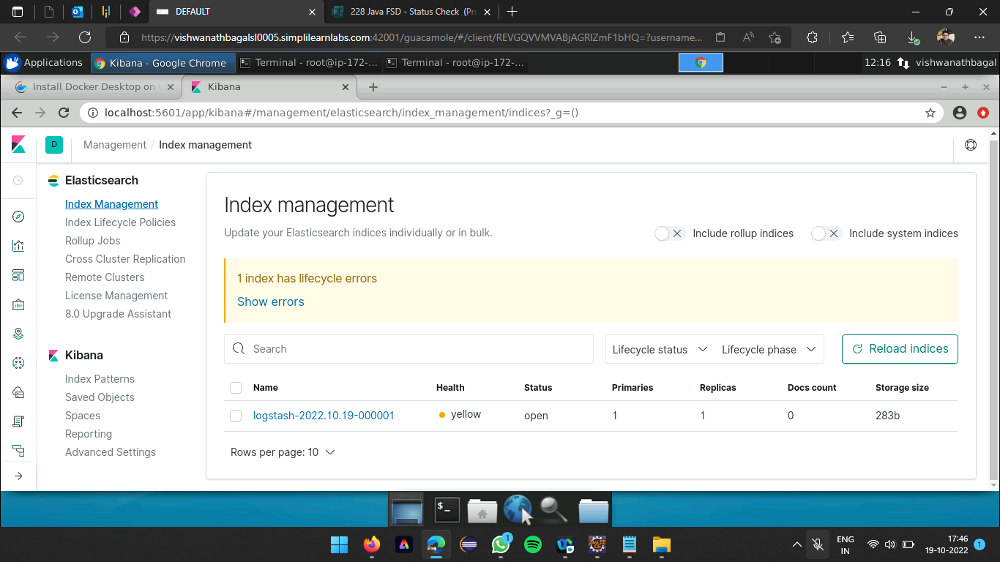 DEFAULT
228 Java FSD - Status Check (Pre
https://vishwanathbagalsl0005.simplilearnlabs.com:42001/guacamole/#/client/REVGQVVMVABjAGRlZmF1bHQ=?username...
Applications
Kibana - Google Chrome
Terminal - root@ip-172-...
Terminal - root@ip-172-...
12:16
vishwanathbagal
Install Docker Desktop on
Kibana
localhost:5601/app/kibana#/management/elasticsearch/index_management/indices?_g=()
D
Management / Index management
Elasticsearch
Index Management
Index Lifecycle Policies
Rollup Jobs
Cross Cluster Replication
Remote Clusters
License Management
8.0 Upgrade Assistant
Kibana
Index Patterns
Saved Objects
Spaces
Reporting
Advanced Settings
Index management
Update your Elasticsearch indices individually or in bulk.
Include rollup indices
Include system indices
1 index has lifecycle errors
Show errors
Search
Lifecycle status
Lifecycle phase
Reload indices
Name Health Status Primaries Replicas Docs count Storage size
logstash-2022.10.19-000001 yellow open 1 1 0 283b
Rows per page: 10
1
ENG
IN
17:46
19-10-2022
1